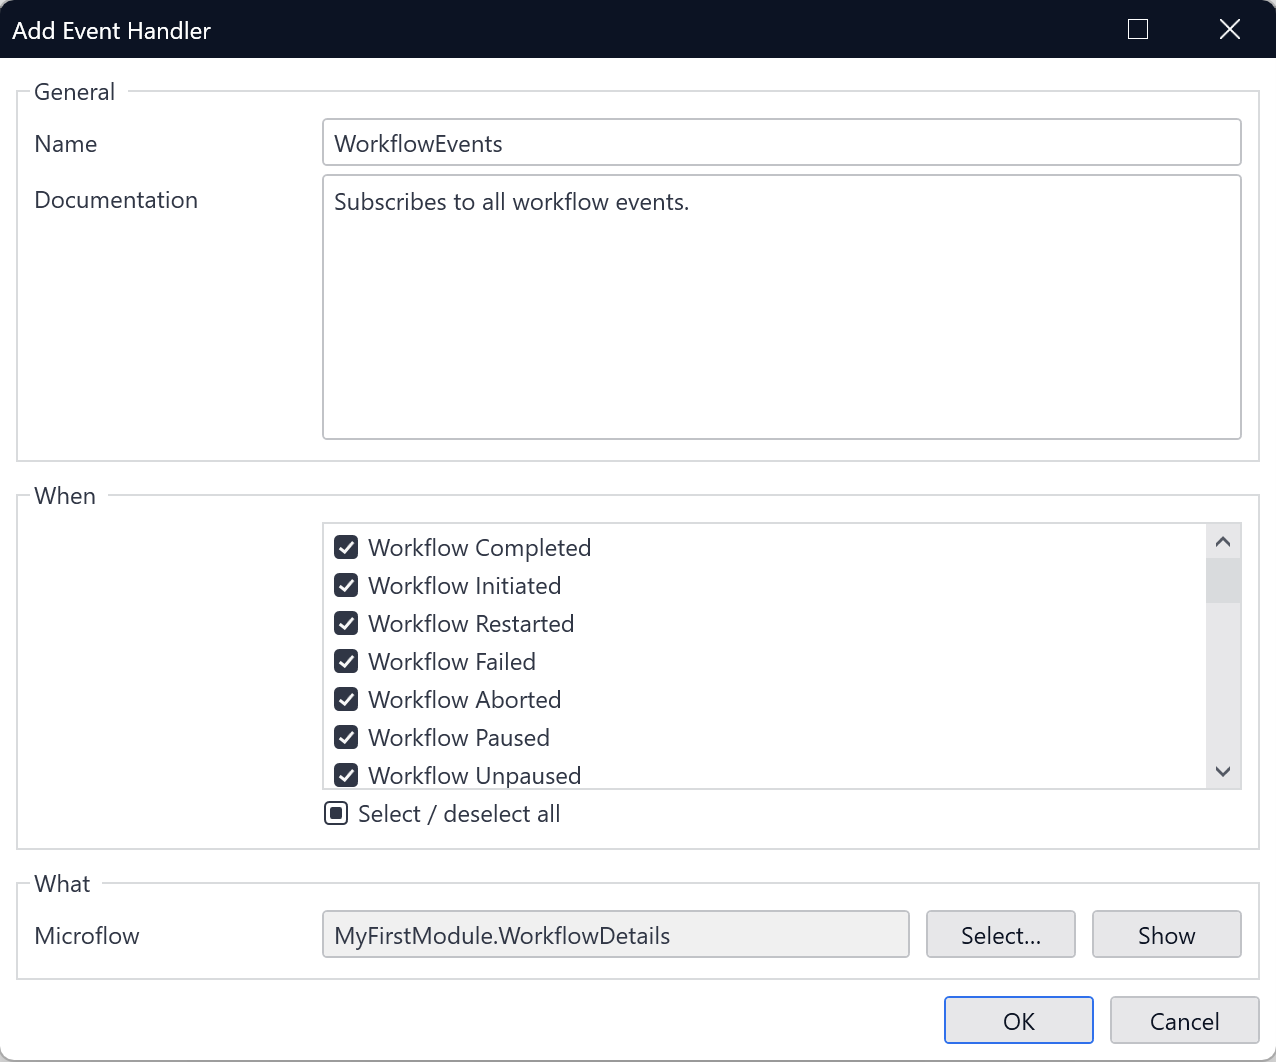 Add Event Handler
General
Name
WorkflowEvents
Documentation
Subscribes to all workflow events.
When
Workflow Completed
Workflow Initiated
Workflow Restarted
Workflow Failed
Workflow Aborted
Workflow Paused
Workflow Unpaused
Select / deselect all
What
Microflow
MyFirstModule.WorkflowDetails
Select...
Show
OK
Cancel